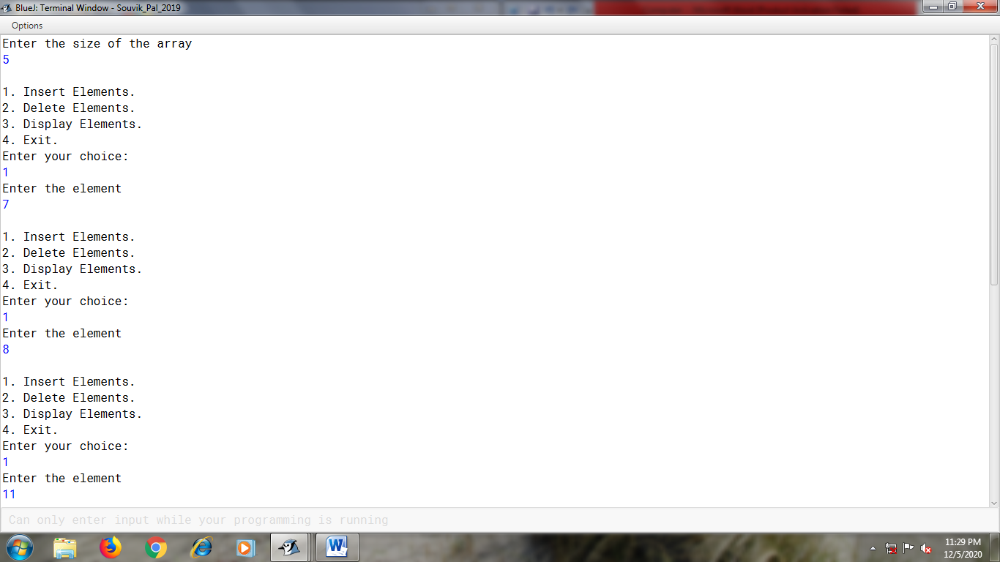 BlueJ: Terminal Window - Souvik_Pal_2019
Options
Enter the size of the array
5
1. Insert Elements.
2. Delete Elements.
3. Display Elements.
4. Exit.
Enter your choice:
1
Enter the element
7
1. Insert Elements.
2. Delete Elements.
3. Display Elements.
4. Exit.
Enter your choice:
1
Enter the element
8
1. Insert Elements.
2. Delete Elements.
3. Display Elements.
4. Exit.
Enter your choice:
1
Enter the element
11
Can only enter input while your programming is running
11:29 PM
12/5/2020